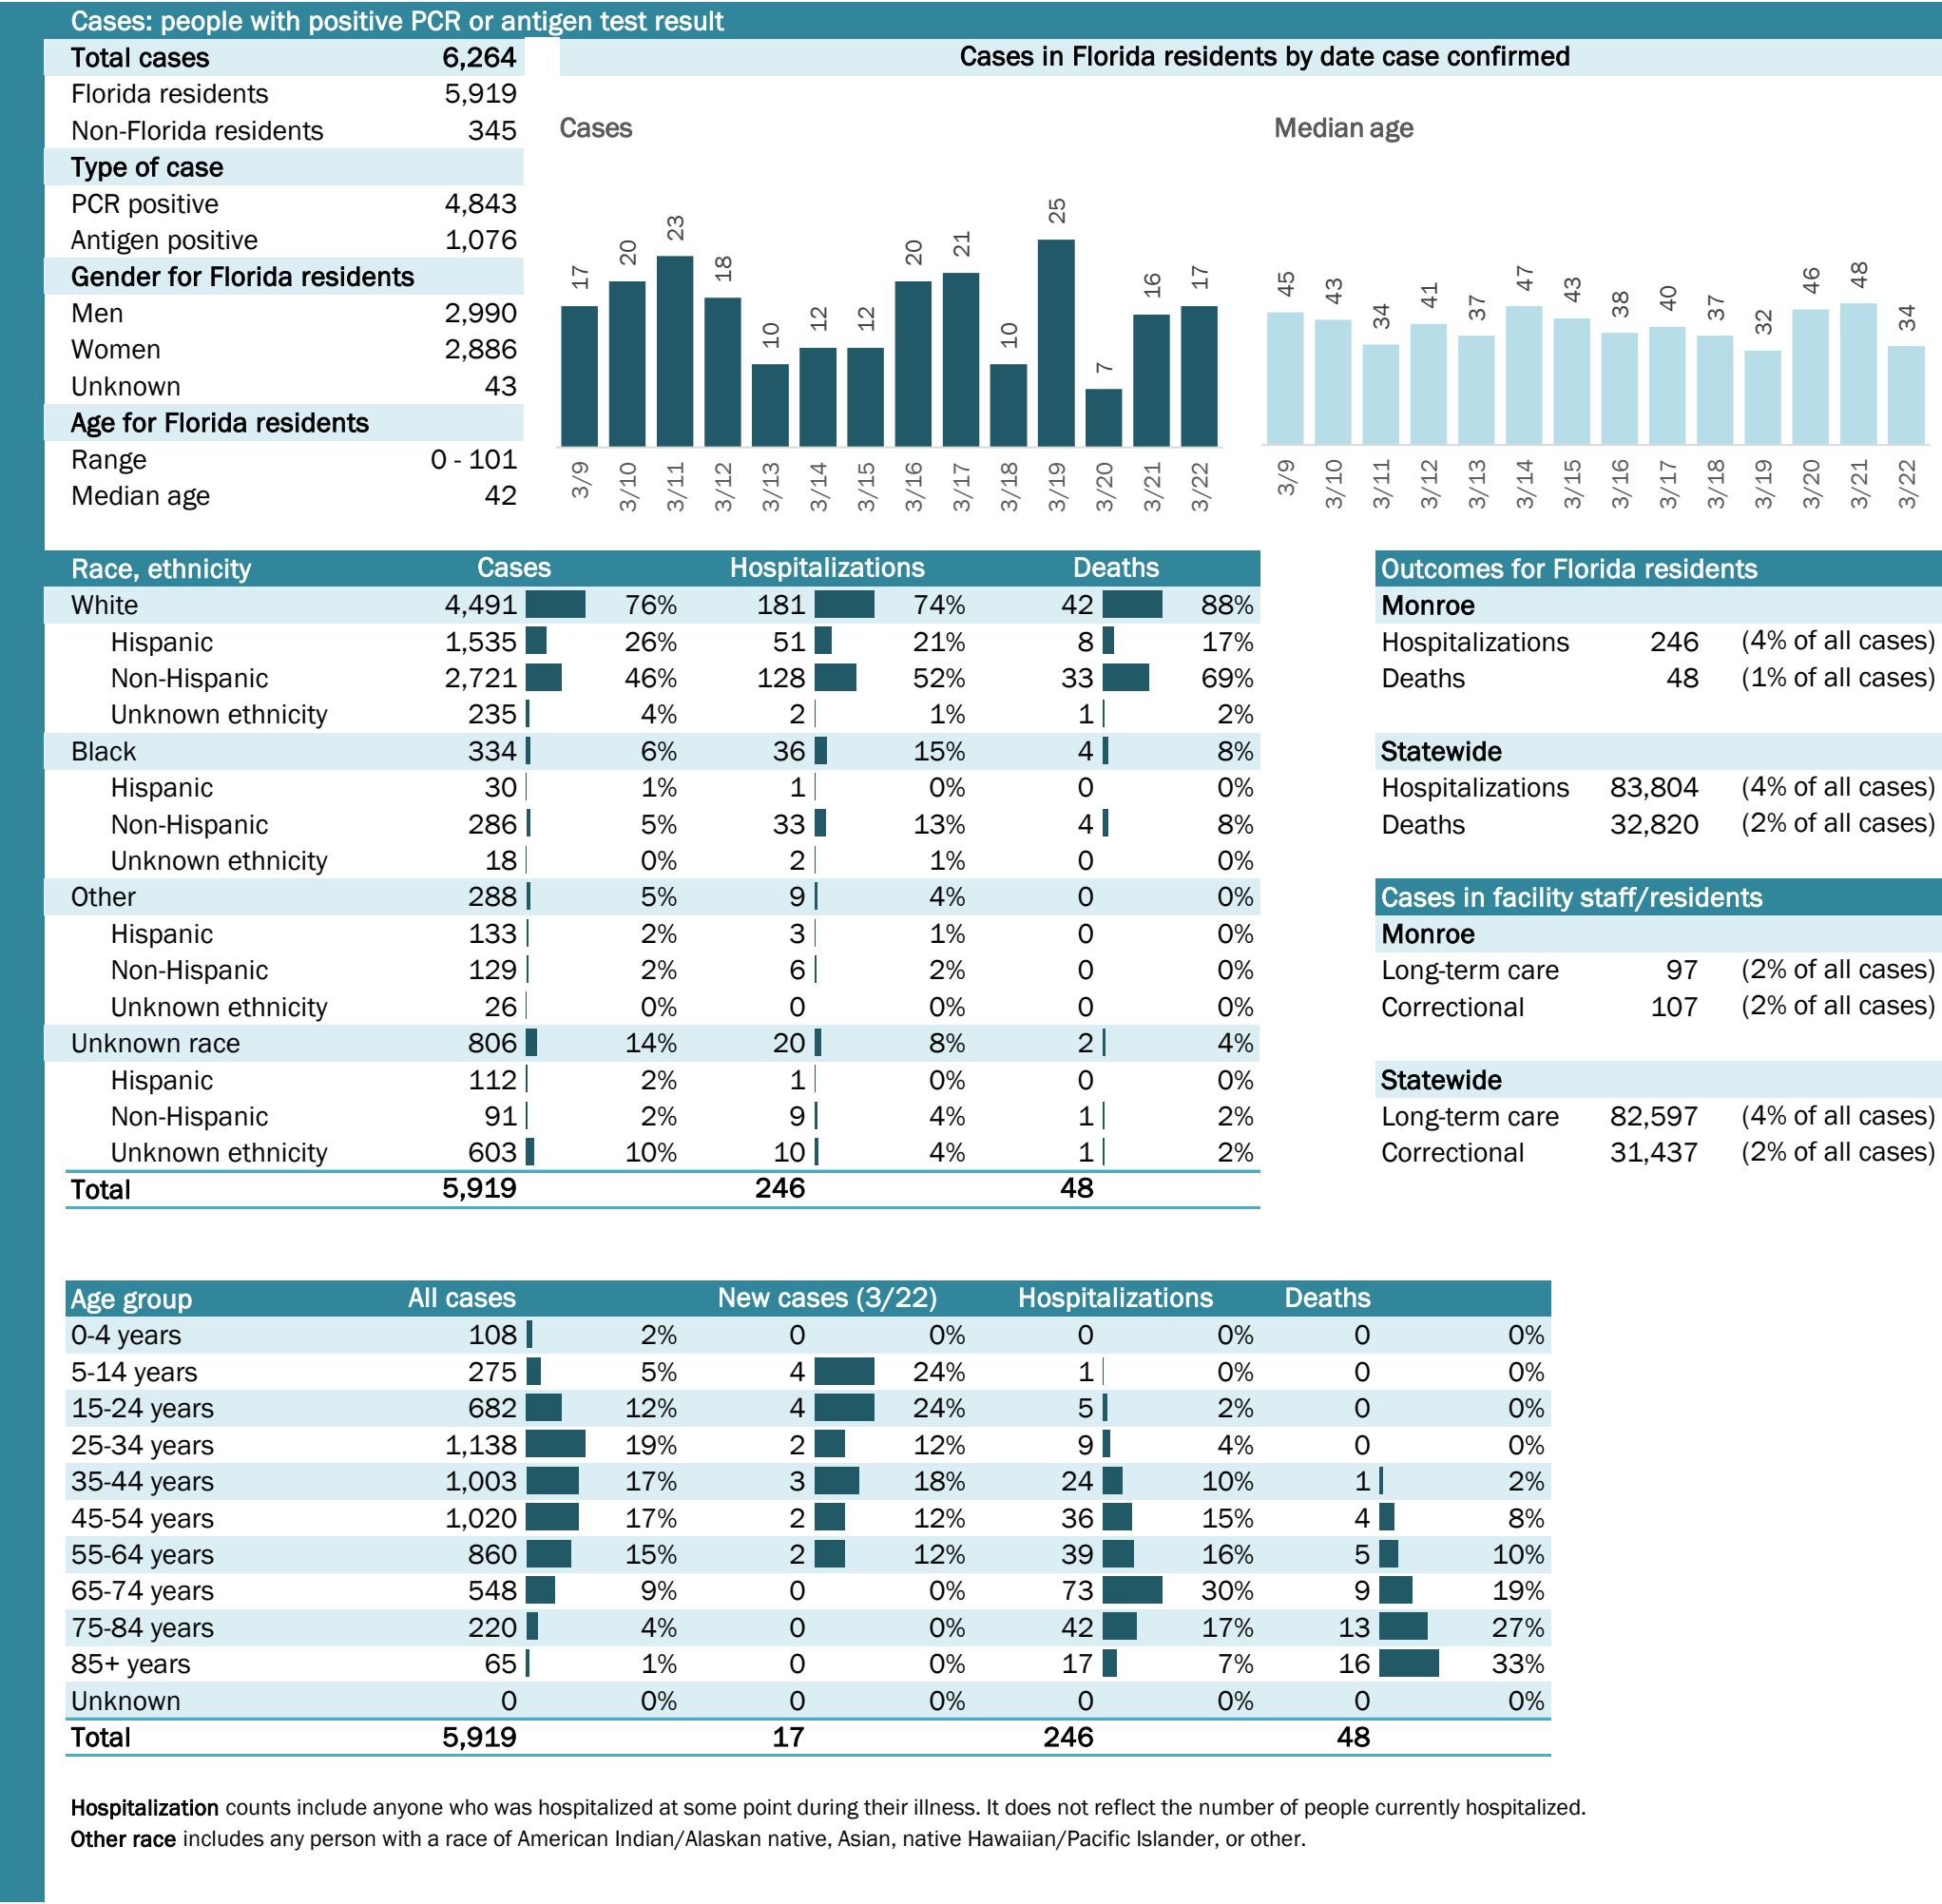 Cases: people with positive PCR or antigen test result
Total cases 6,264
Florida residents 5,919
Non-Florida residents 345
Type of case
PCR positive 4,843
Antigen positive 1,076
Gender for Florida residents
Men 2,990
Women 2,886
Unknown 43
Age for Florida residents
Range 0 - 101
Median age 42
Cases in Florida residents by date case confirmed
Cases
17 20 23 18 10 12 12 20 21 10 25 7 16 17
3/9 3/10 3/11 3/12 3/13 3/14 3/15 3/16 3/17 3/18 3/19 3/20 3/21 3/22
Median age
45 43 34 41 37 47 43 38 40 37 32 46 48 34
3/9 3/10 3/11 3/12 3/13 3/14 3/15 3/16 3/17 3/18 3/19 3/20 3/21 3/22
Race, ethnicity Cases Hospitalizations Deaths
White 4,491 76% 181 74% 42 88%
Hispanic 1,535 26% 51 21% 8 17%
Non-Hispanic 2,721 46% 128 52% 33 69%
Unknown ethnicity 235 4% 2 1% 1 2%
Black 334 6% 36 15% 4 8%
Hispanic 30 1% 1 0% 0 0%
Non-Hispanic 286 5% 33 13% 4 8%
Unknown ethnicity 18 0% 2 1% 0 0%
Other 288 5% 9 4% 0 0%
Hispanic 133 2% 3 1% 0 0%
Non-Hispanic 129 2% 6 2% 0 0%
Unknown ethnicity 26 0% 0 0% 0 0%
Unknown race 806 14% 20 8% 2 4%
Hispanic 112 2% 1 0% 0 0%
Non-Hispanic 91 2% 9 4% 1 2%
Unknown ethnicity 603 10% 10 4% 1 2%
Total 5,919 246 48
Outcomes for Florida residents
Monroe
Hospitalizations 246 (4% of all cases)
Deaths 48 (1% of all cases)
Statewide
Hospitalizations 83,804 (4% of all cases)
Deaths 32,820 (2% of all cases)
Cases in facility staff/residents
Monroe
Long-term care 97 (2% of all cases)
Correctional 107 (2% of all cases)
Statewide
Long-term care 82,597 (4% of all cases)
Correctional 31,437 (2% of all cases)
Age group All cases New cases (3/22) Hospitalizations Deaths
0-4 years 108 2% 0 0% 0 0% 0 0%
5-14 years 275 5% 4 24% 1 0% 0 0%
15-24 years 682 12% 4 24% 5 2% 0 0%
25-34 years 1,138 19% 2 12% 9 4% 0 0%
35-44 years 1,003 17% 3 18% 24 10% 1 2%
45-54 years 1,020 17% 2 12% 36 15% 4 8%
55-64 years 860 15% 2 12% 39 16% 5 10%
65-74 years 548 9% 0 0% 73 30% 9 19%
75-84 years 220 4% 0 0% 42 17% 13 27%
85+ years 65 1% 0 0% 17 7% 16 33%
Unknown 0 0% 0 0% 0 0% 0 0%
Total 5,919 17 246 48
Hospitalization counts include anyone who was hospitalized at some point during their illness. It does not reflect the number of people currently hospitalized.
Other race includes any person with a race of American Indian/Alaskan native, Asian, native Hawaiian/Pacific Islander, or other.